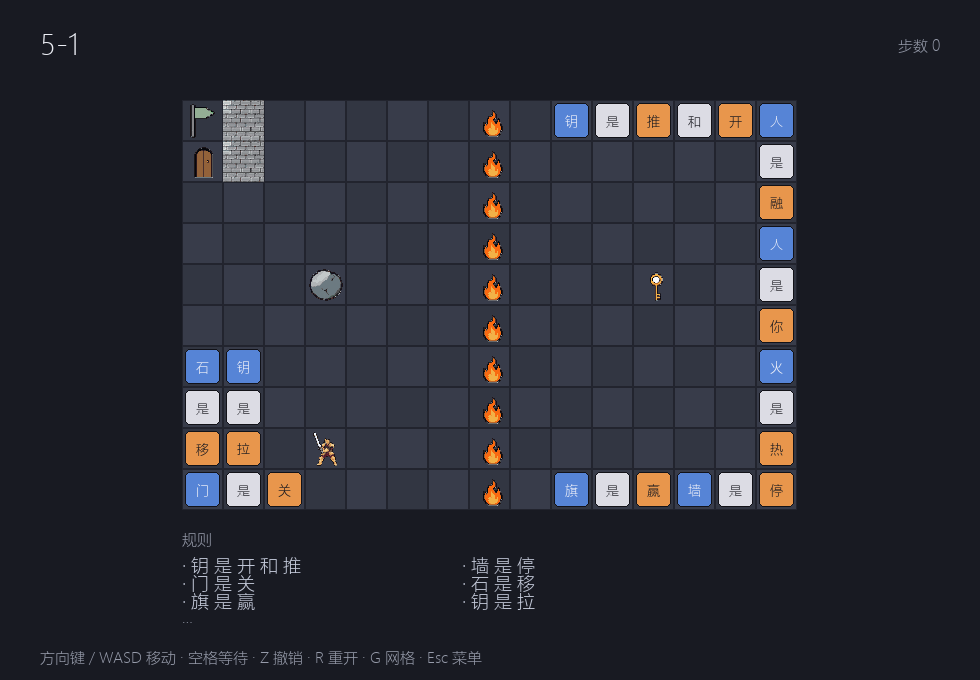 5-1
步数 0
钥 是 推 和 开 人
是
融
人
是
你
石 钥 火
是 是 是
移 拉 热
门 是 关 旗 是 赢 墙 是 停
规则
· 钥 是 开 和 推
· 墙 是 停
· 门 是 关
· 石 是 移
· 旗 是 赢
· 钥 是 拉
...
方向键 / WASD 移动 · 空格等待 · Z 撤销 · R 重开 · G 网格 · Esc 菜单